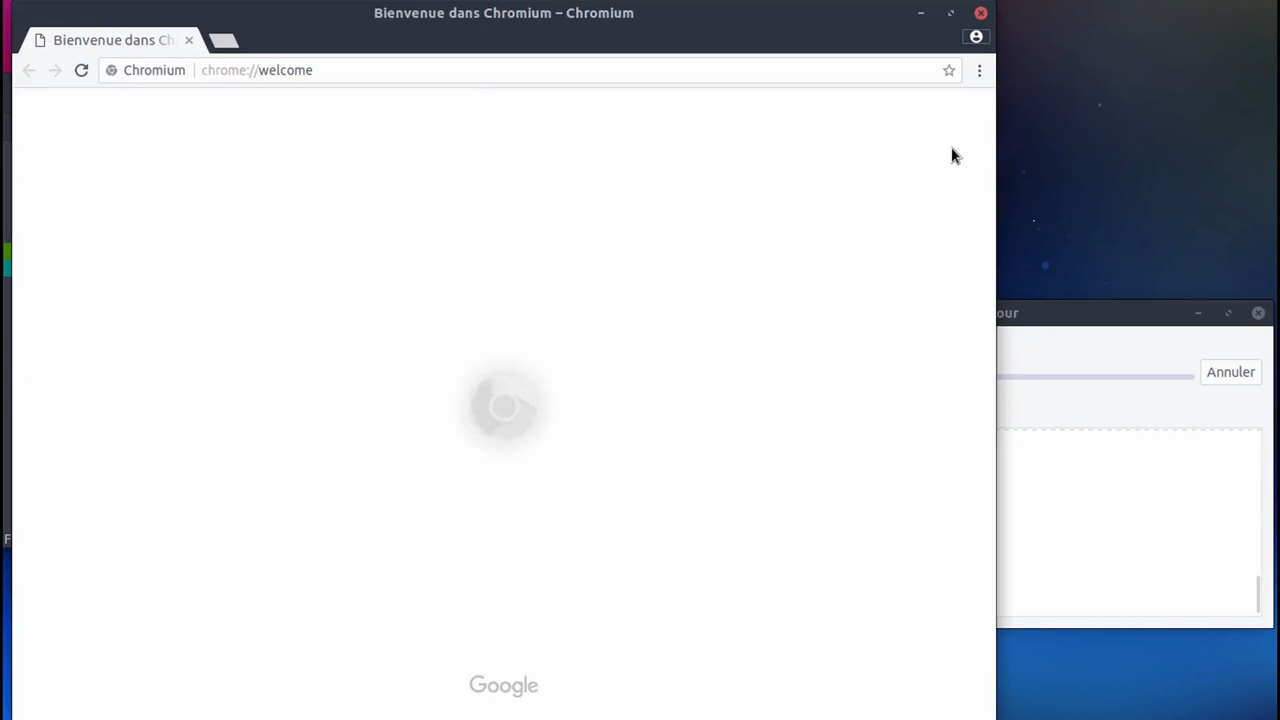 Bienvenue dans Chromium – Chromium
Bienvenue dans Ch
Chromium chrome://welcome
our
Annuler
F
Google